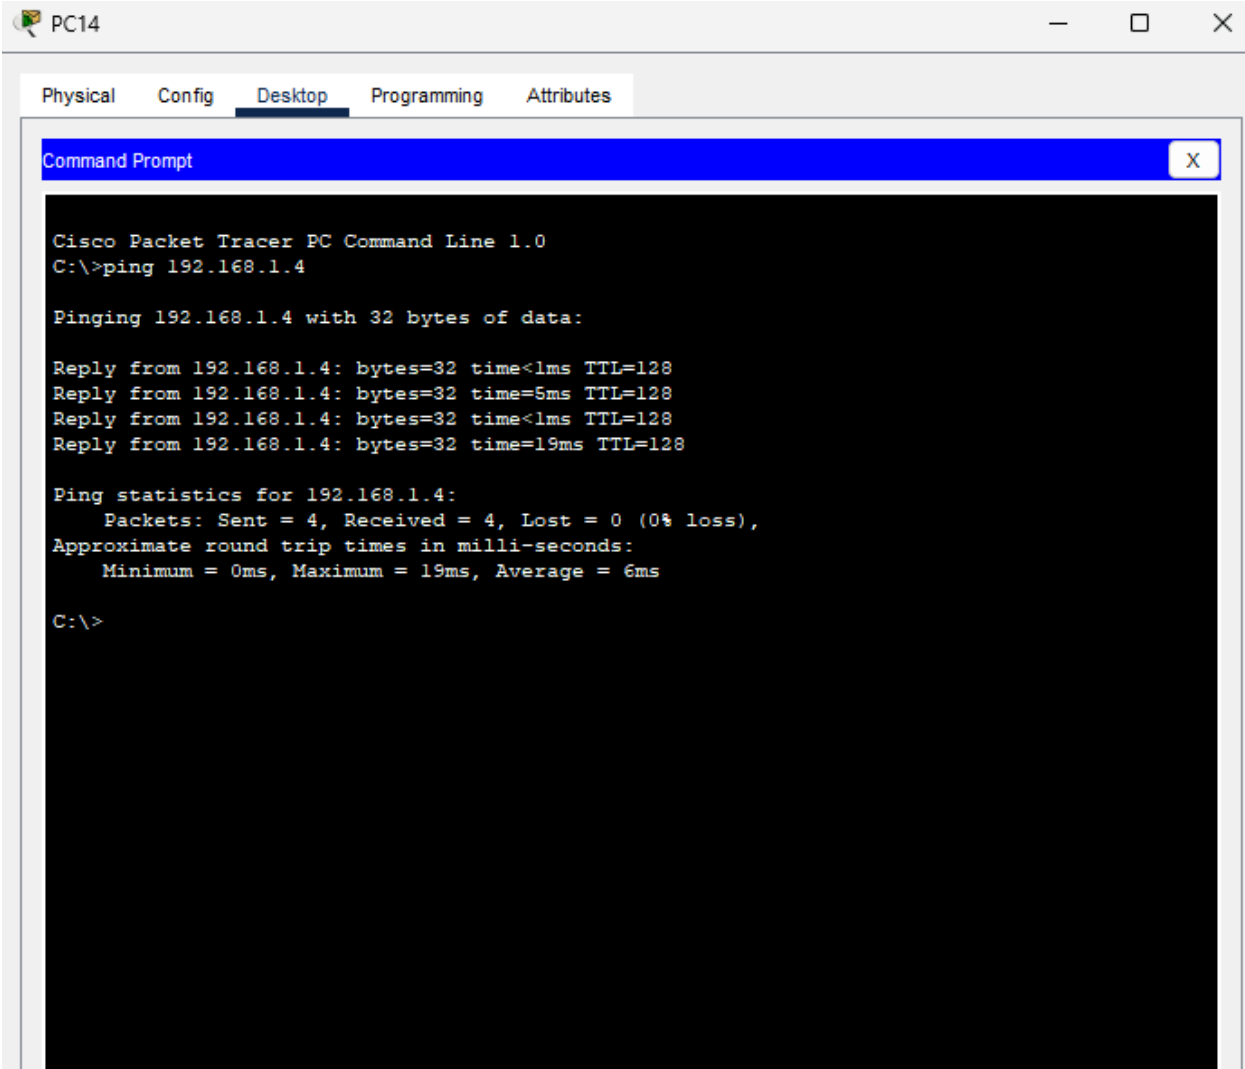 PC14
Physical Config Desktop Programming Attributes
Command Prompt X
Cisco Packet Tracer PC Command Line 1.0
C:\>ping 192.168.1.4
Pinging 192.168.1.4 with 32 bytes of data:
Reply from 192.168.1.4: bytes=32 time<1ms TTL=128
Reply from 192.168.1.4: bytes=32 time=5ms TTL=128
Reply from 192.168.1.4: bytes=32 time<1ms TTL=128
Reply from 192.168.1.4: bytes=32 time=19ms TTL=128
Ping statistics for 192.168.1.4:
Packets: Sent = 4, Received = 4, Lost = 0 (0% loss),
Approximate round trip times in milli-seconds:
Minimum = 0ms, Maximum = 19ms, Average = 6ms
C:\>